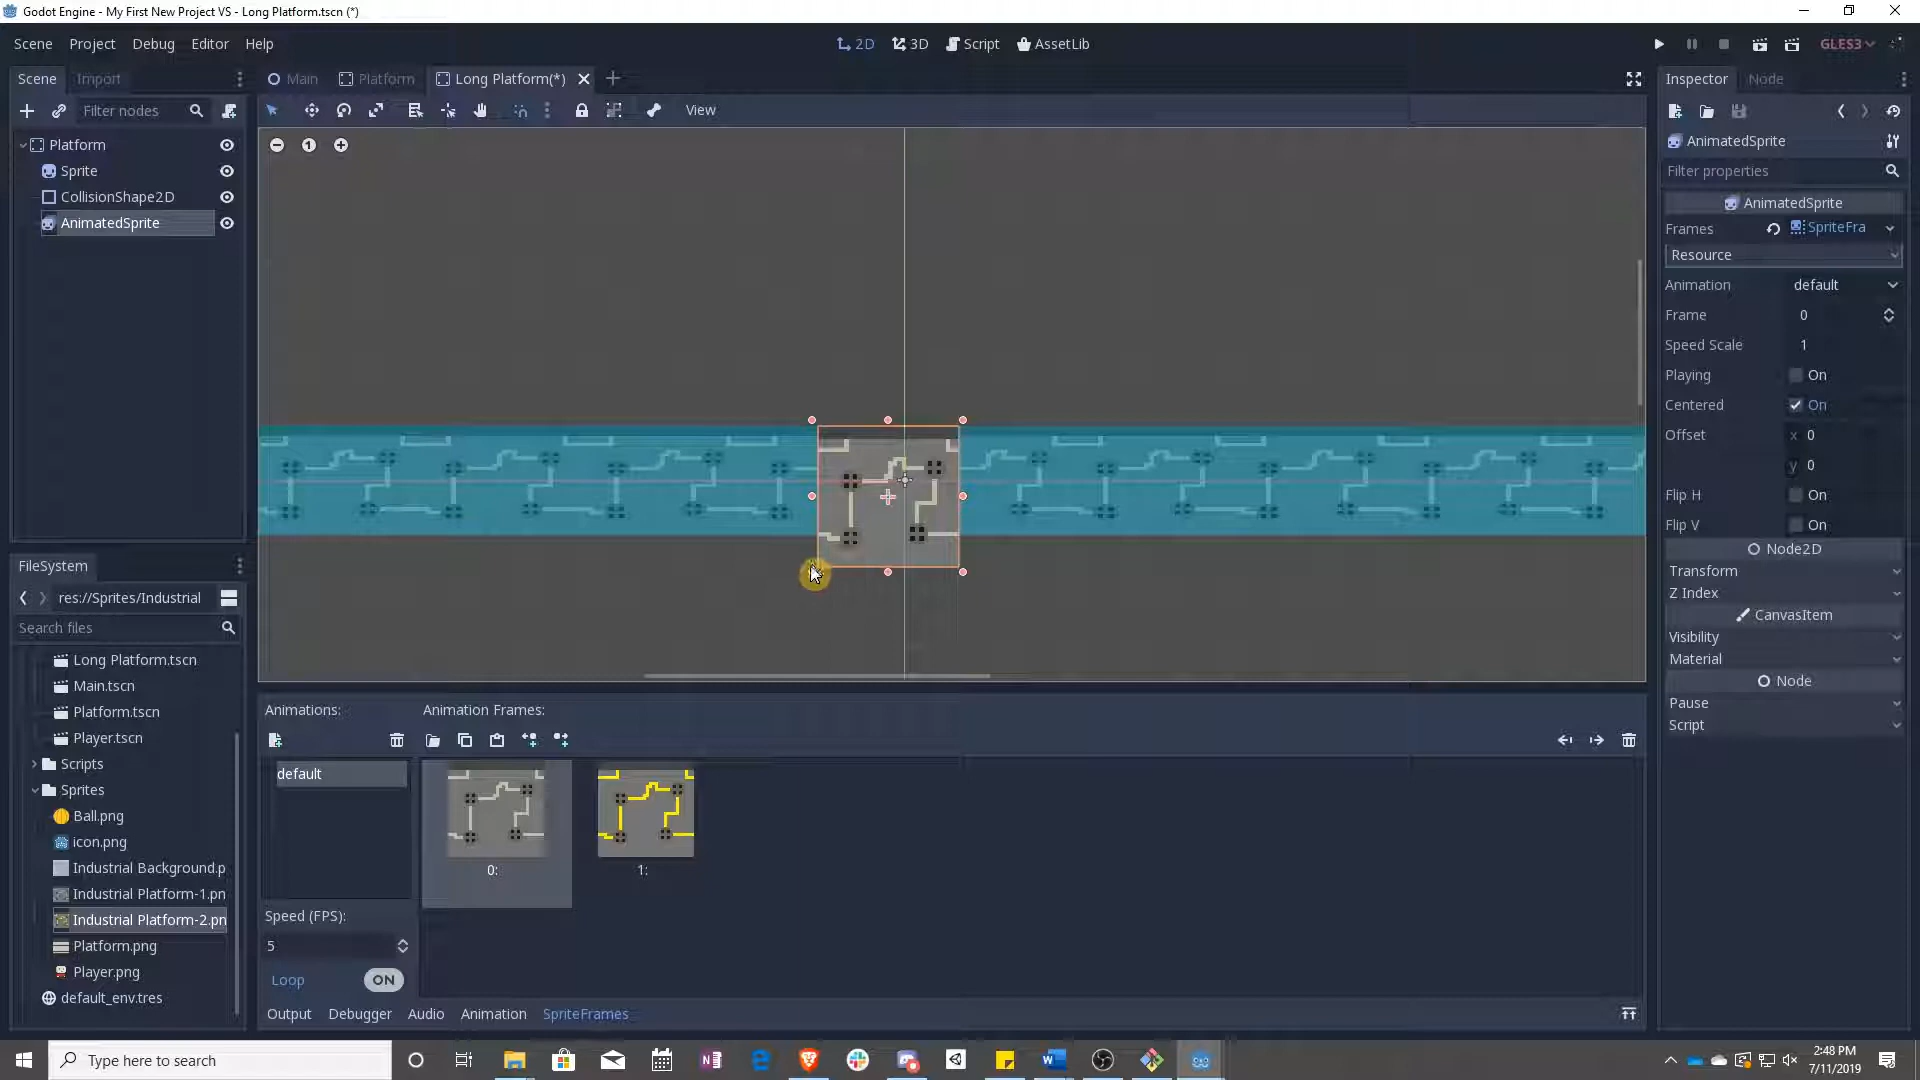 Godot Engine - My First New Project VS - Long Platform.tscn (*)
Scene Project Debug Editor Help
2D 3D Script AssetLib
GLES3
Scene Import
Main Platform Long Platform(*)
Inspector Node
Filter nodes
View
Platform
Sprite
CollisionShape2D
AnimatedSprite
1
AnimatedSprite
Filter properties
AnimatedSprite
Frames SpriteFra
Resource
Animation default
Frame 0
Speed Scale 1
Playing On
Centered On
Offset x 0
y 0
Flip H On
Flip V On
Node2D
Transform
Z Index
CanvasItem
Visibility
Material
Node
Pause
Script
FileSystem
res://Sprites/Industrial
Search files
Long Platform.tscn
Main.tscn
Platform.tscn
Player.tscn
Scripts
Sprites
Ball.png
icon.png
Industrial Background.p
Industrial Platform-1.pn
Industrial Platform-2.pn
Platform.png
Player.png
default_env.tres
Animations: Animation Frames:
default
0: 1:
Speed (FPS):
5
Loop ON
Output Debugger Audio Animation SpriteFrames
Type here to search
2:48 PM
7/11/2019